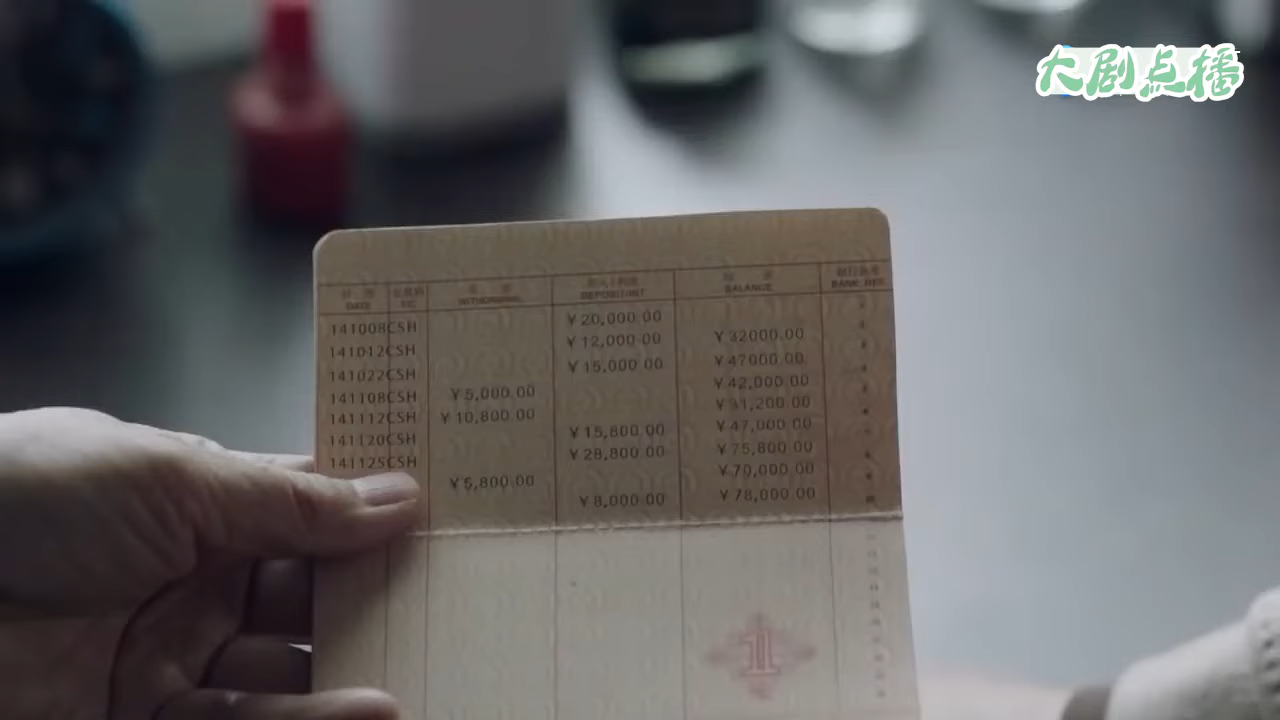 大剧点播
DATE WITHDRAWAL DEPOSIT/INT BALANCE
141008CSH ¥20,000.00
141012CSH ¥12,000.00 ¥32000.00
141022CSH ¥15,000.00 ¥47000.00
141108CSH ¥5,000.00 ¥42,000.00
141112CSH ¥10,800.00 ¥31,200.00
141120CSH ¥15,800.00 ¥47,000.00
141125CSH ¥28,800.00 ¥75,800.00
¥5,800.00 ¥70,000.00
¥8,000.00 ¥78,000.00
1